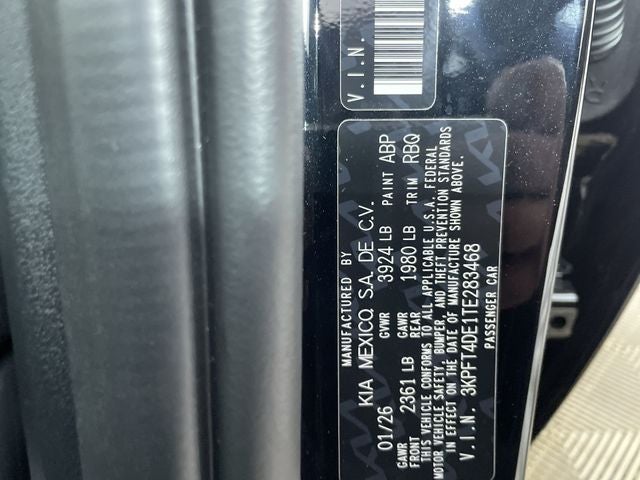 V.I.N.
MANUFACTURED BY
KIA MEXICO, S.A. DE C.V.
01/26 GVWR 3924 LB PAINT ABP
GAWR FRONT 2361 LB GAWR REAR 1980 LB TRIM RBQ
THIS VEHICLE CONFORMS TO ALL APPLICABLE U.S.A. FEDERAL
MOTOR VEHICLE SAFETY, BUMPER, AND THEFT PREVENTION STANDARDS
IN EFFECT ON THE DATE OF MANUFACTURE SHOWN ABOVE.
V.I.N. 3KPFT4DE1TE283468
PASSENGER CAR